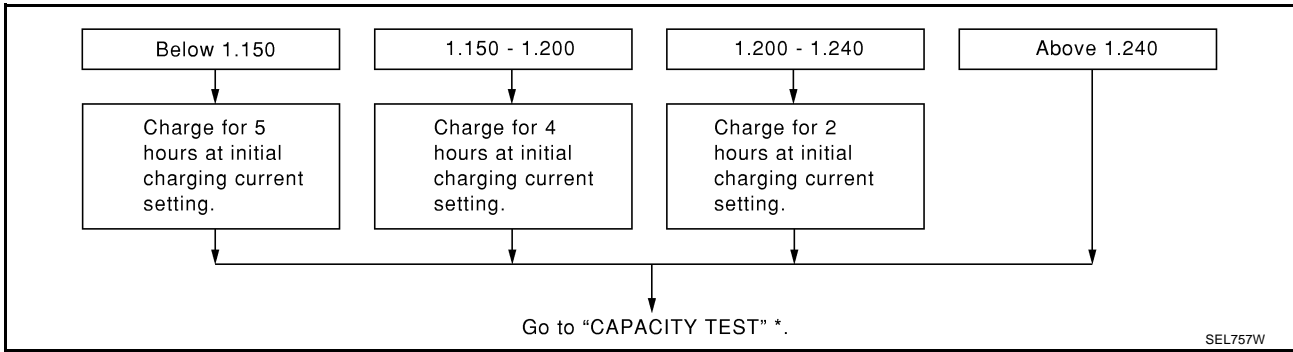 Below 1.150
1.150 - 1.200
1.200 - 1.240
Above 1.240
Charge for 5
hours at initial
charging current
setting.
Charge for 4
hours at initial
charging current
setting.
Charge for 2
hours at initial
charging current
setting.
Go to “CAPACITY TEST” *.
SEL757W